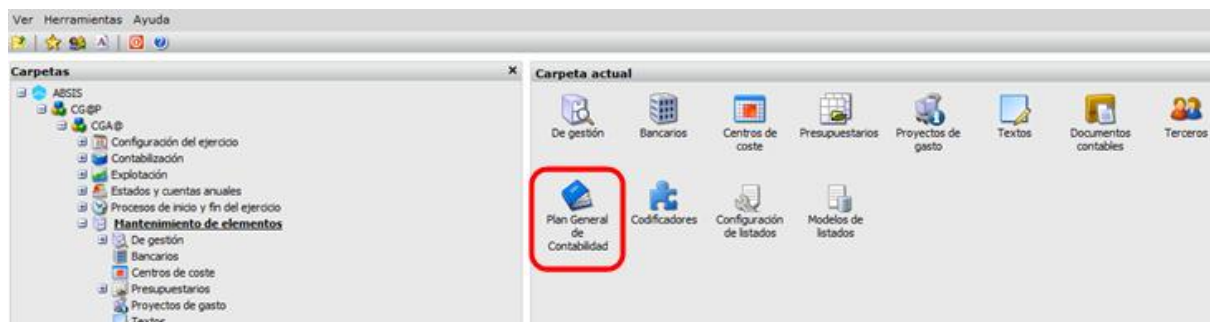 Ver Herramientas Ayuda
Carpetas
ABSIS
CG@P
CGA@
Configuración del ejercicio
Contabilización
Explotación
Estados y cuentas anuales
Procesos de inicio y fin del ejercicio
Mantenimiento de elementos
De gestión
Bancarios
Centros de coste
Presupuestarios
Proyectos de gasto
Textos
Carpeta actual
De gestión
Bancarios
Centros de
coste
Presupuestarios
Proyectos de
gasto
Textos
Documentos
contables
Terceros
Plan General
de
Contabilidad
Codificadores
Configuración
de listados
Modelos de
listados